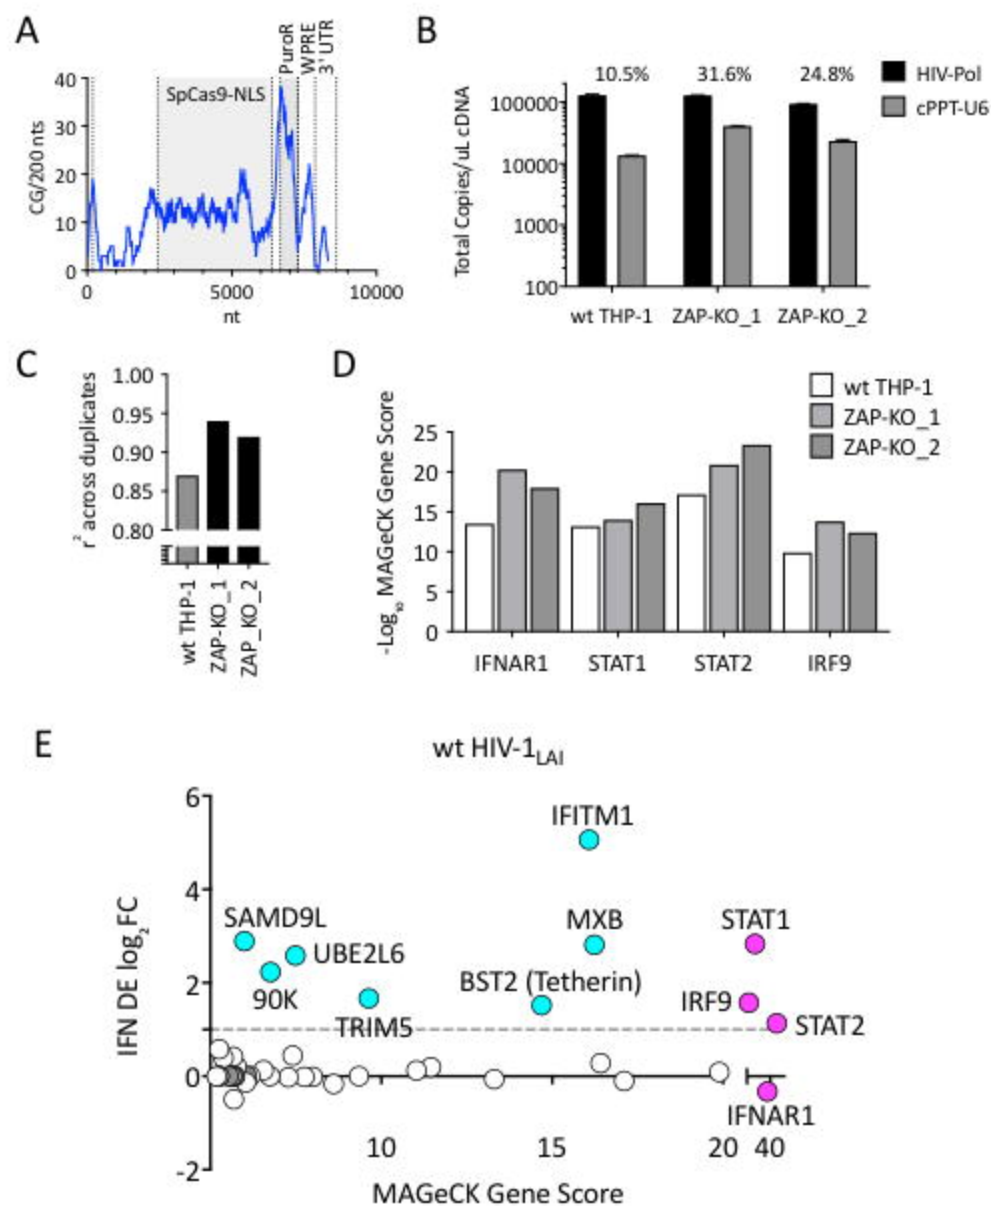 A
PuroR
WPRE
3' UTR
SpCas9-NLS
CG/200 nts
40
30
20
10
0
0
5000
10000
nt
B
10.5%
31.6%
24.8%
HIV-Pol
cPPT-U6
Total Copies/uL cDNA
100000
10000
1000
100
wt THP-1
ZAP-KO_1
ZAP-KO_2
C
r² across duplicates
1.00
0.95
0.90
0.85
0.80
wt THP-1
ZAP-KO_1
ZAP_KO_2
D
wt THP-1
ZAP-KO_1
ZAP-KO_2
-Log₁₀ MAGeCK Gene Score
25
20
15
10
5
0
IFNAR1
STAT1
STAT2
IRF9
E
wt HIV-1LAI
IFN DE log₂FC
6
4
2
0
-2
IFITM1
SAMD9L
MXB
STAT1
UBE2L6
90K
BST2 (Tetherin)
IRF9
TRIM5
STAT2
IFNAR1
10
15
20
40
MAGeCK Gene Score